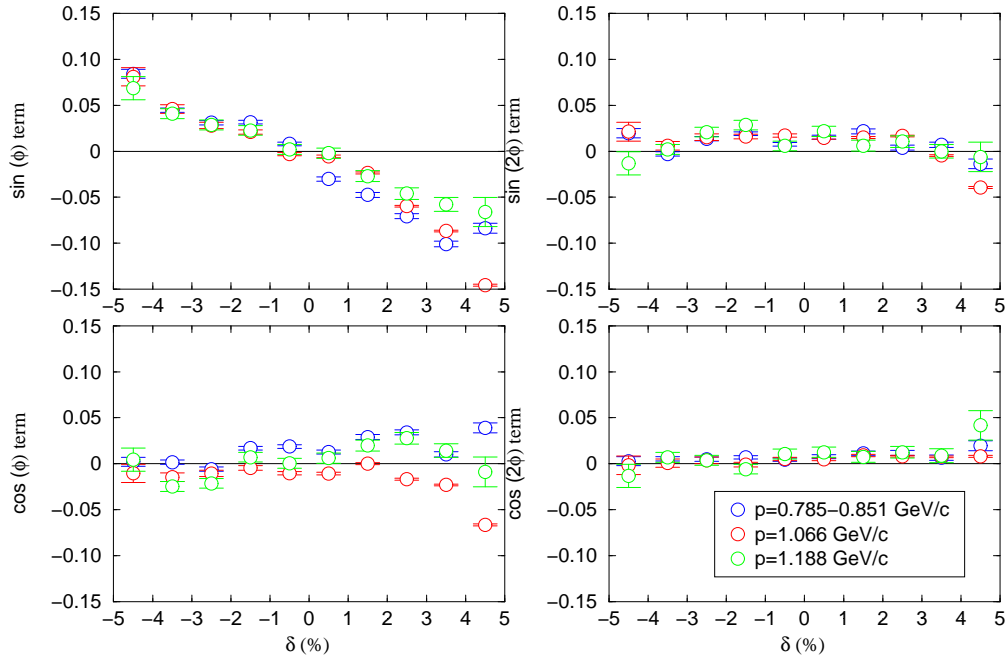 0.15
0.10
0.05
0
−0.05
−0.10
−0.15
sin (ϕ) term
−5 −4 −3 −2 −1 0 1 2 3 4 5
0.15
0.10
0.05
0
−0.05
−0.10
−0.15
sin (2ϕ) term
−5 −4 −3 −2 −1 0 1 2 3 4 5
0.15
0.10
0.05
0
−0.05
−0.10
−0.15
cos (ϕ) term
−5 −4 −3 −2 −1 0 1 2 3 4 5
δ (%)
0.15
0.10
0.05
0
−0.05
−0.10
−0.15
cos (2ϕ) term
p=0.785−0.851 GeV/c
p=1.066 GeV/c
p=1.188 GeV/c
−5 −4 −3 −2 −1 0 1 2 3 4 5
δ (%)